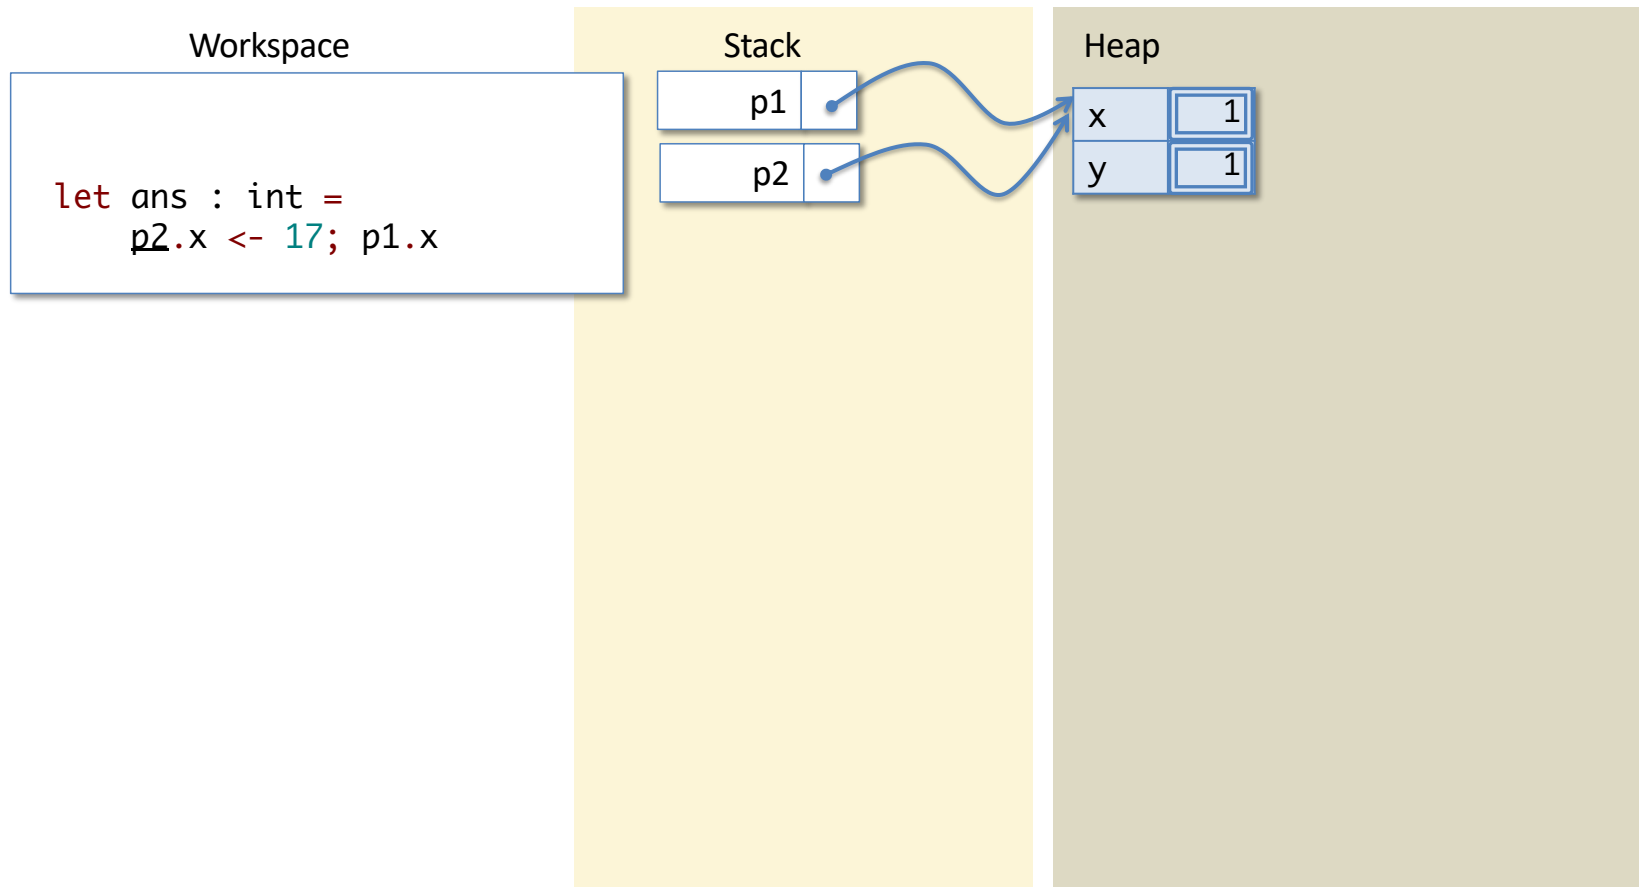 Workspace
Stack
Heap
let ans : int =
p2.x <- 17; p1.x
p1
p2
x 1
y 1